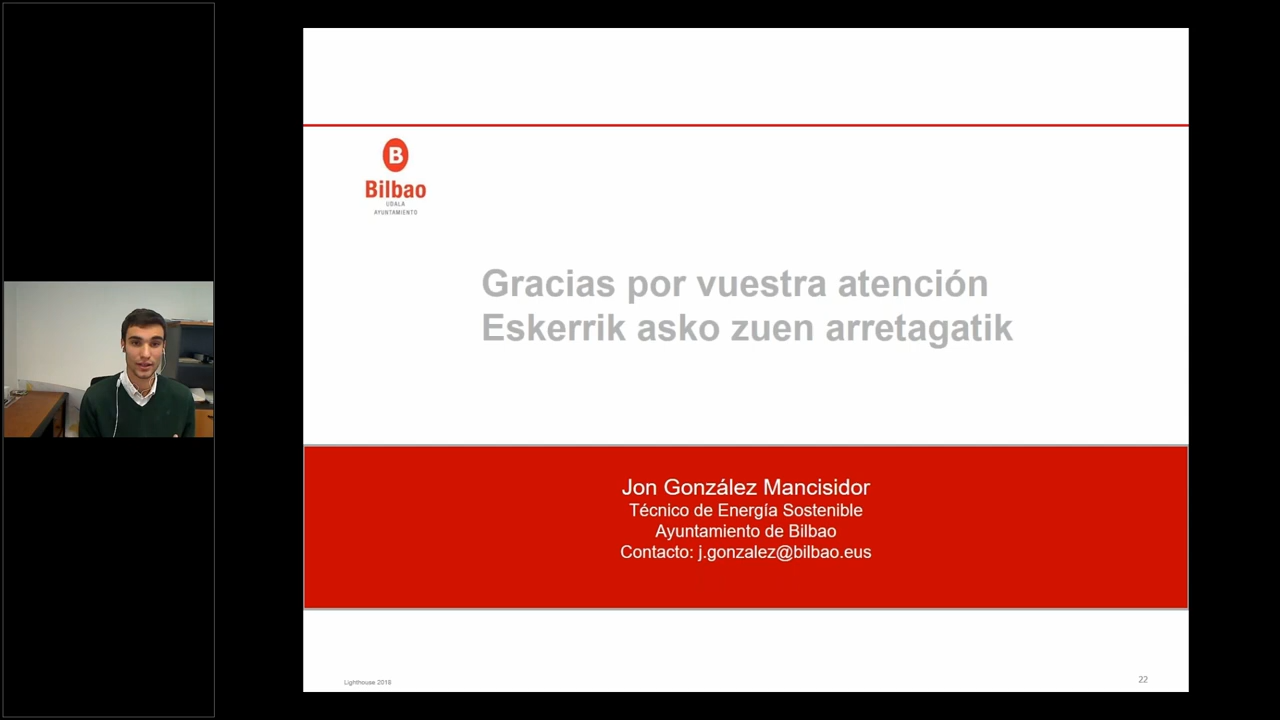 B
Bilbao
UDALA
AYUNTAMIENTO
Gracias por vuestra atención
Eskerrik asko zuen arretagatik
Jon González Mancisidor
Técnico de Energía Sostenible
Ayuntamiento de Bilbao
Contacto: j.gonzalez@bilbao.eus
Lighthouse 2018
22